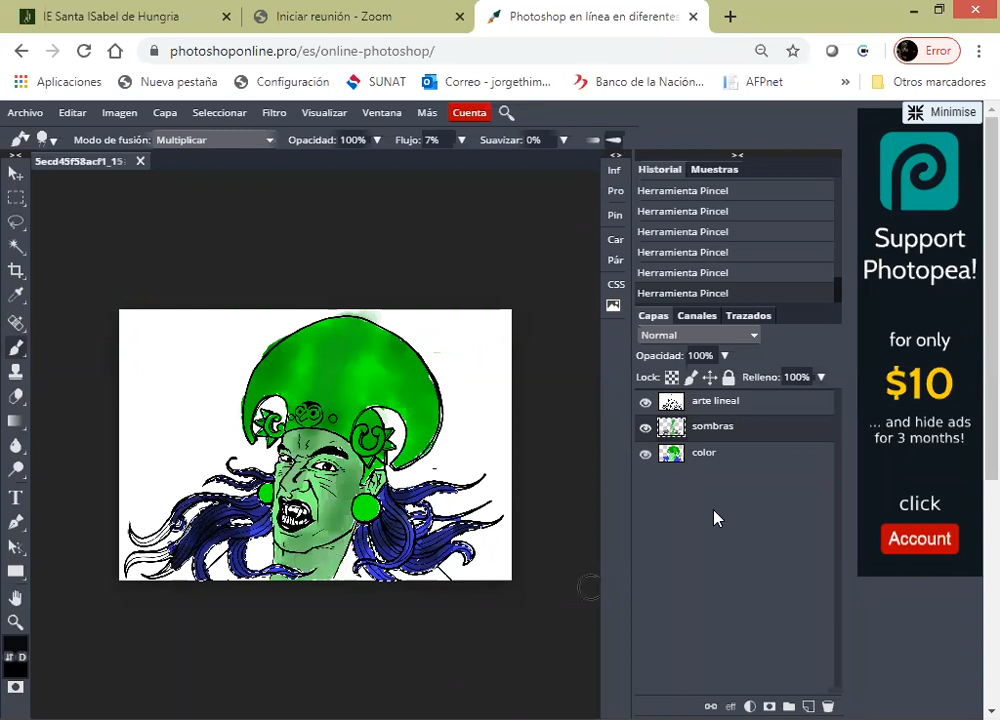 IE Santa ISabel de Hungria
Iniciar reunión - Zoom
Photoshop en línea en diferentes
photoshoponline.pro/es/online-photoshop/
Error
Aplicaciones
Nueva pestaña
Configuración
SUNAT
Correo - jorgethim...
Banco de la Nación...
AFPnet
»
Otros marcadores
Archivo Editar Imagen Capa Seleccionar Filtro Visualizar Ventana Más Cuenta
Minimise
Modo de fusión: Multiplicar Opacidad: 100% Flujo: 7% Suavizar: 0%
5ecd45f58acf1_15
Inf
Pro
Pin
Car
Pár
CSS
Historial Muestras
Herramienta Pincel
Herramienta Pincel
Herramienta Pincel
Herramienta Pincel
Herramienta Pincel
Herramienta Pincel
Capas Canales Trazados
Normal
Opacidad: 100%
Lock: Relleno: 100%
arte lineal
sombras
color
eff
D
Support
Photopea!
for only
$10
... and hide ads
for 3 months!
click
Account